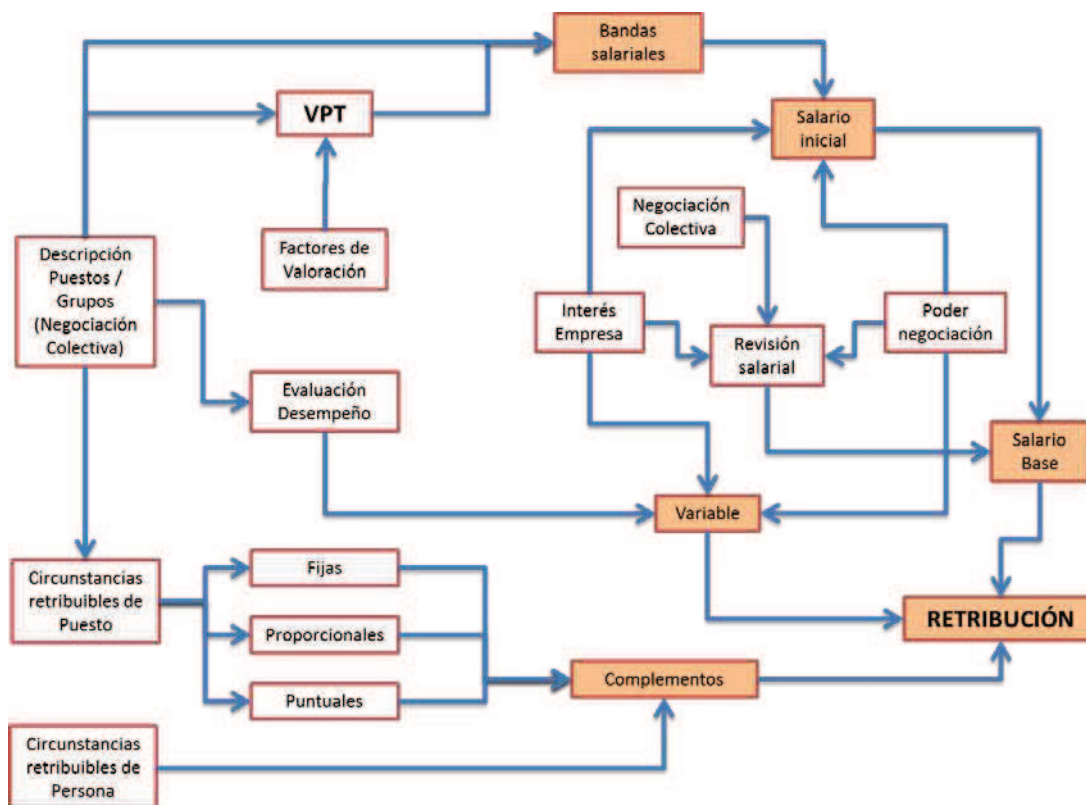 Bandas
salariales
VPT
Salario
inicial
Negociación
Colectiva
Factores de
Valoración
Descripción
Puestos /
Grupos
(Negociación
Colectiva)
Interés
Empresa
Poder
negociación
Revisión
salarial
Evaluación
Desempeño
Salario
Base
Variable
Circunstancias
retribuibles de
Puesto
Fijas
RETRIBUCIÓN
Proporcionales
Complementos
Puntuales
Circunstancias
retribuibles de
Persona